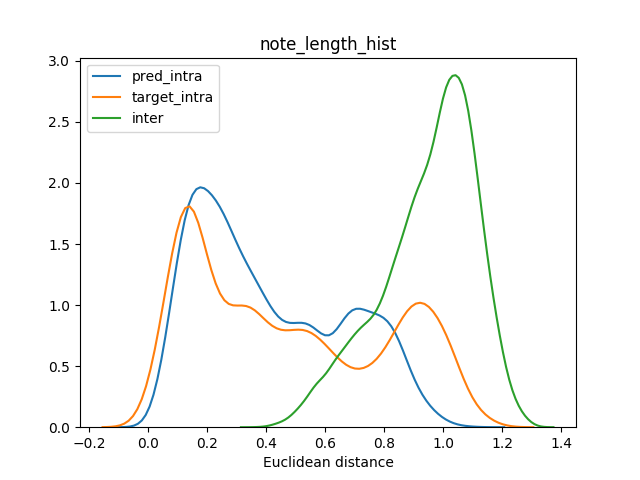 note_length_hist
pred_intra
target_intra
inter
3.0
2.5
2.0
1.5
1.0
0.5
0.0
−0.2 0.0 0.2 0.4 0.6 0.8 1.0 1.2 1.4
Euclidean distance